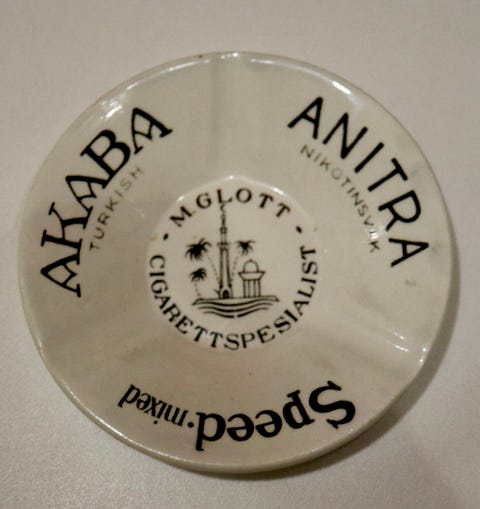 AKABA
TURKISH
ANITRA
NIKOTINSVAK
Speed·mixed
· M. GLOTT ·
CIGARETTSPESIALIST